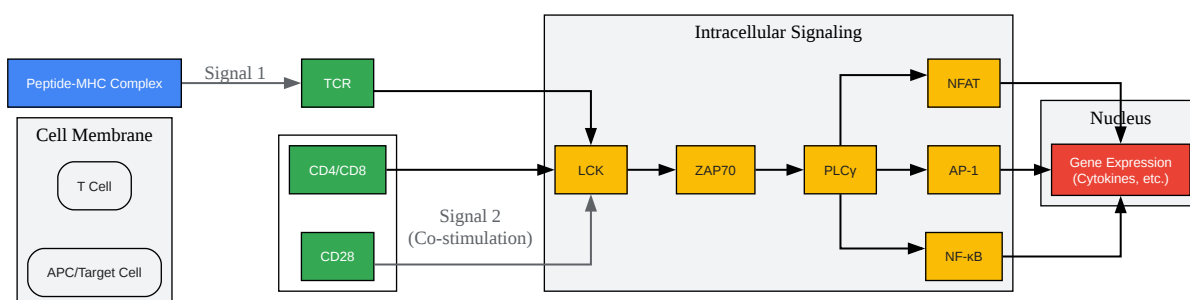 Intracellular Signaling
Signal 1
Peptide-MHC Complex
TCR
NFAT
Cell Membrane
Nucleus
T Cell
CD4/CD8
LCK
ZAP70
PLCγ
AP-1
Gene Expression
(Cytokines, etc.)
Signal 2
(Co-stimulation)
APC/Target Cell
CD28
NF-κB